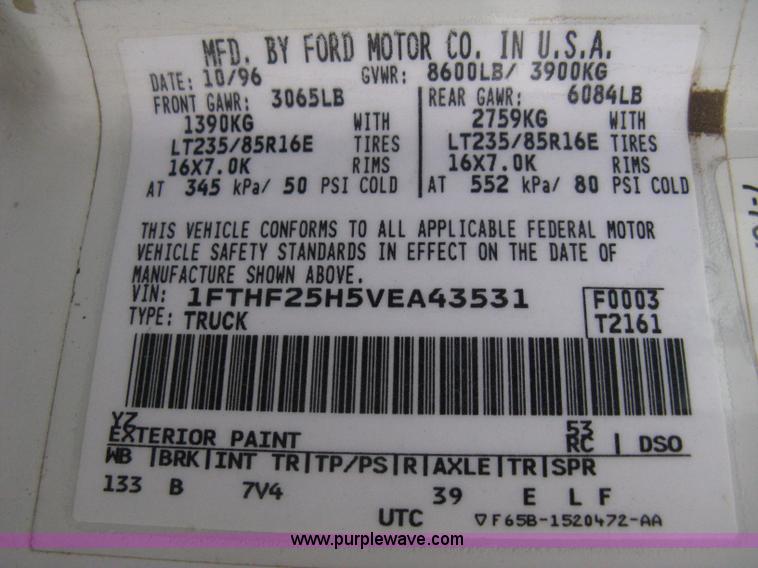 MFD. BY FORD MOTOR CO. IN U.S.A.
DATE: 10/96 GVWR: 8600LB/ 3900KG
FRONT GAWR: 3065LB REAR GAWR: 6084LB
1390KG WITH 2759KG WITH
LT235/85R16E TIRES LT235/85R16E TIRES
16X7.0K RIMS 16X7.0K RIMS
AT 345 kPa/ 50 PSI COLD AT 552 kPa/ 80 PSI COLD
THIS VEHICLE CONFORMS TO ALL APPLICABLE FEDERAL MOTOR
VEHICLE SAFETY STANDARDS IN EFFECT ON THE DATE OF
MANUFACTURE SHOWN ABOVE.
VIN: 1FTHF25H5VEA43531 F0003
TYPE: TRUCK T2161
YZ 53
EXTERIOR PAINT RC | DSO
WB |BRK|INT TR|TP/PS|R|AXLE|TR|SPR
133 B 7V4 39 E L F
UTC ▽F65B-1520472-AA
www.purplewave.com